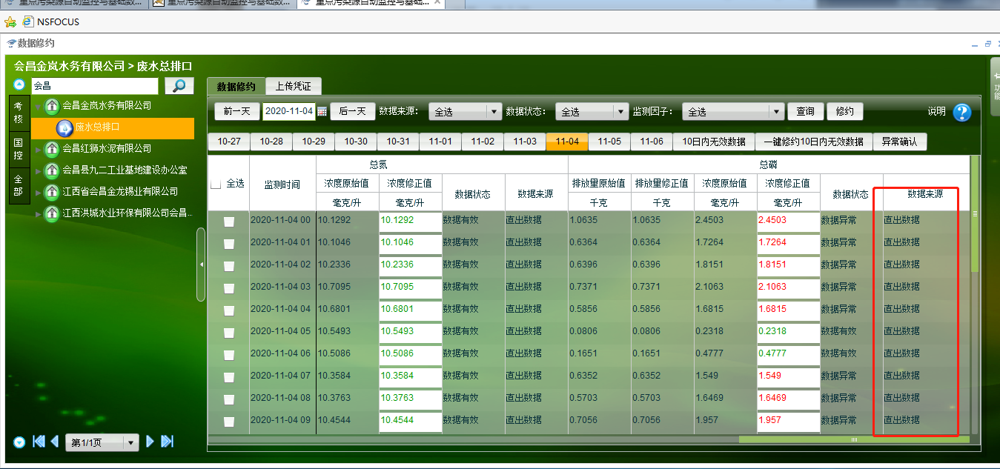 重点污染源自动监控与基础数... 重点污染源自动监控与基础数... 重点污染源自动监控与基础...
NSFOCUS
数据修约
会昌金岚水务有限公司 > 废水总排口
会昌
考核
国控
全部
会昌金岚水务有限公司
废水总排口
会昌红狮水泥有限公司
会昌县九二工业基地建设办公室
江西省会昌金龙锡业有限公司
江西洪城水业环保有限公司会昌..
第1/1页
数据修约 上传凭证
前一天 2020-11-04 后一天 数据来源： 全选 数据状态： 全选 监测因子： 全选 查询 修约 说明
10-27 10-28 10-29 10-30 10-31 11-01 11-02 11-03 11-04 11-05 11-06 10日内无效数据 一键修约10日内无效数据 异常确认
总氮 总磷
全选 监测时间 浓度原始值 浓度修正值 数据状态 数据来源 排放量原始值 排放量修正值 浓度原始值 浓度修正值 数据状态 数据来源
毫克/升 毫克/升 千克 千克 毫克/升 毫克/升
2020-11-04 00 10.1292 10.1292 数据有效 直出数据 1.0635 1.0635 2.4503 2.4503 数据异常 直出数据
2020-11-04 01 10.1046 10.1046 数据有效 直出数据 0.6364 0.6364 1.7264 1.7264 数据异常 直出数据
2020-11-04 02 10.2336 10.2336 数据有效 直出数据 0.6396 0.6396 1.8151 1.8151 数据异常 直出数据
2020-11-04 03 10.7095 10.7095 数据有效 直出数据 0.7371 0.7371 2.1063 2.1063 数据异常 直出数据
2020-11-04 04 10.6801 10.6801 数据有效 直出数据 0.5856 0.5856 1.6815 1.6815 数据异常 直出数据
2020-11-04 05 10.5493 10.5493 数据有效 直出数据 0.0806 0.0806 0.2318 0.2318 数据有效 直出数据
2020-11-04 06 10.5086 10.5086 数据有效 直出数据 0.1651 0.1651 0.4777 0.4777 数据有效 直出数据
2020-11-04 07 10.3584 10.3584 数据有效 直出数据 0.6352 0.6352 1.549 1.549 数据异常 直出数据
2020-11-04 08 10.3763 10.3763 数据有效 直出数据 0.5703 0.5703 1.6469 1.6469 数据异常 直出数据
2020-11-04 09 10.4544 10.4544 数据有效 直出数据 0.7056 0.7056 1.957 1.957 数据异常 直出数据